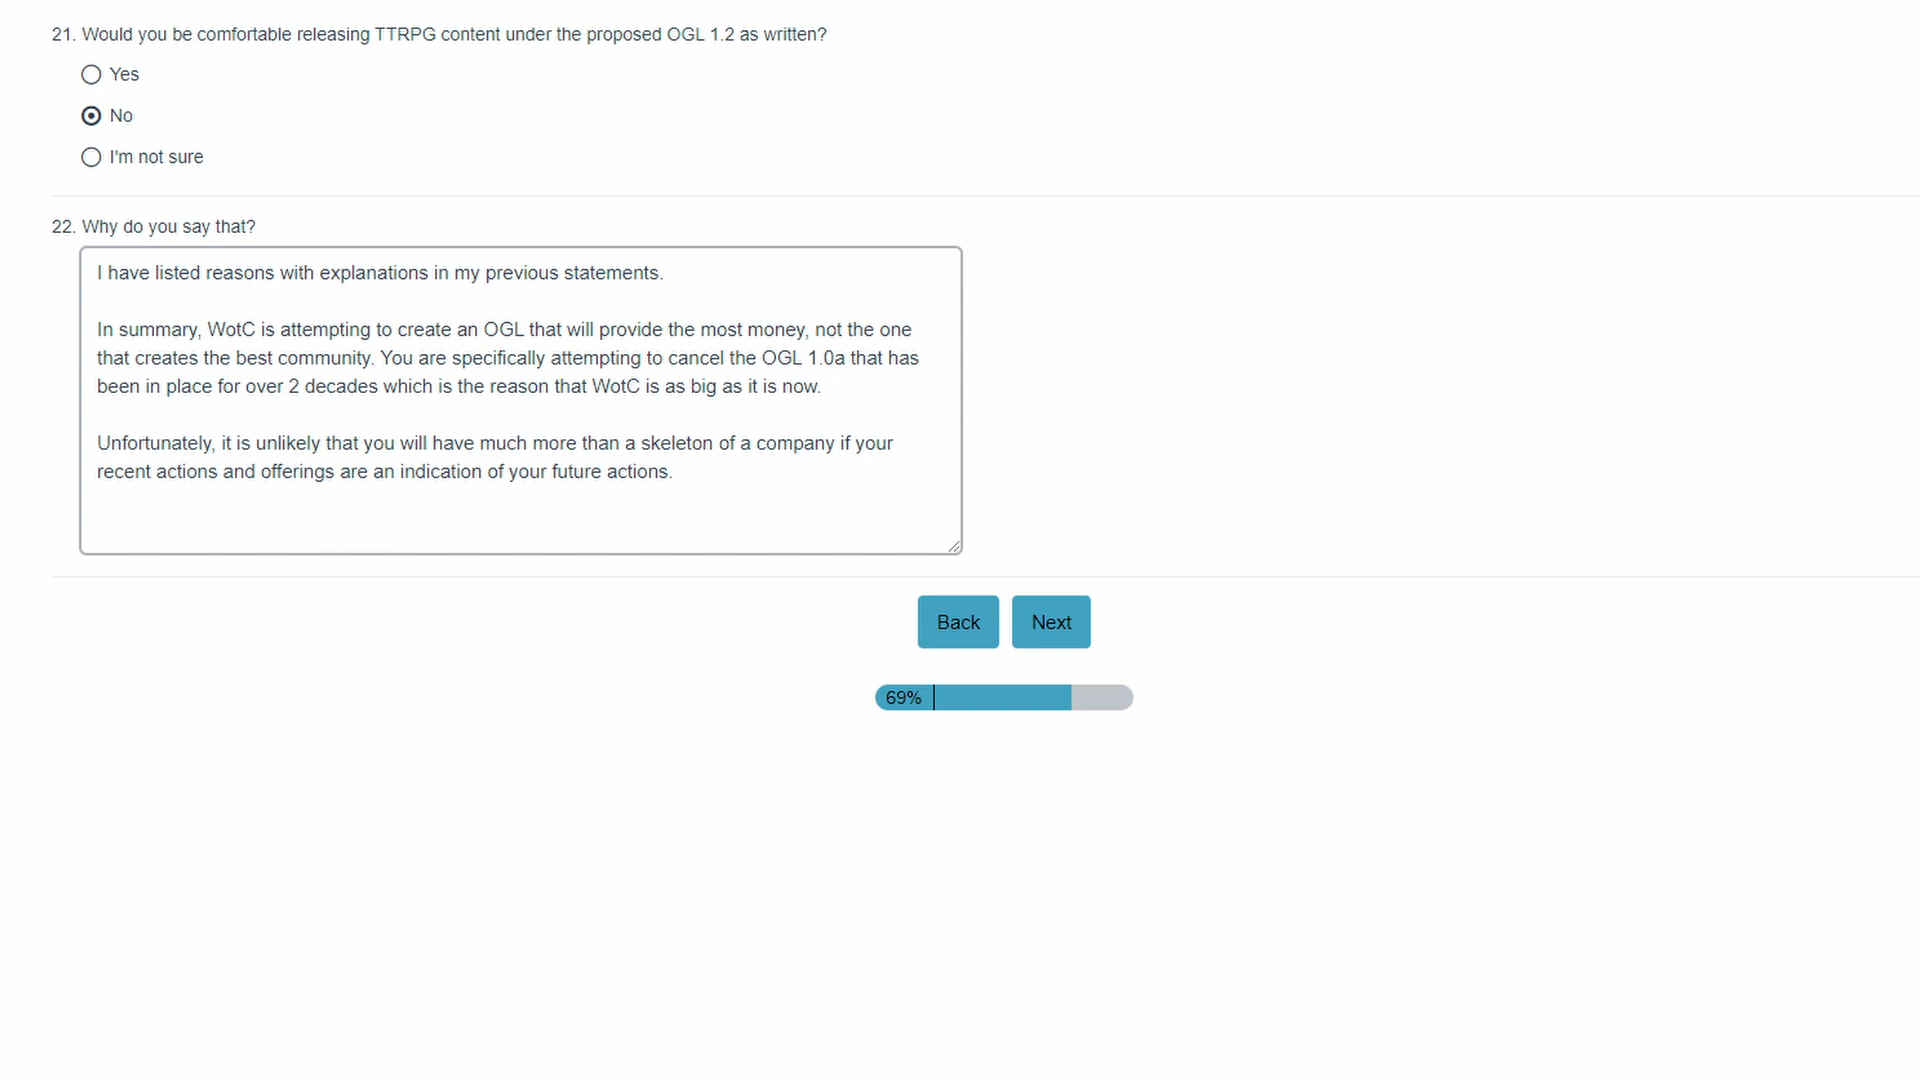 21. Would you be comfortable releasing TTRPG content under the proposed OGL 1.2 as written?
Yes
No
I'm not sure
22. Why do you say that?
I have listed reasons with explanations in my previous statements.
In summary, WotC is attempting to create an OGL that will provide the most money, not the one
that creates the best community. You are specifically attempting to cancel the OGL 1.0a that has
been in place for over 2 decades which is the reason that WotC is as big as it is now.
Unfortunately, it is unlikely that you will have much more than a skeleton of a company if your
recent actions and offerings are an indication of your future actions.
Back Next
69%